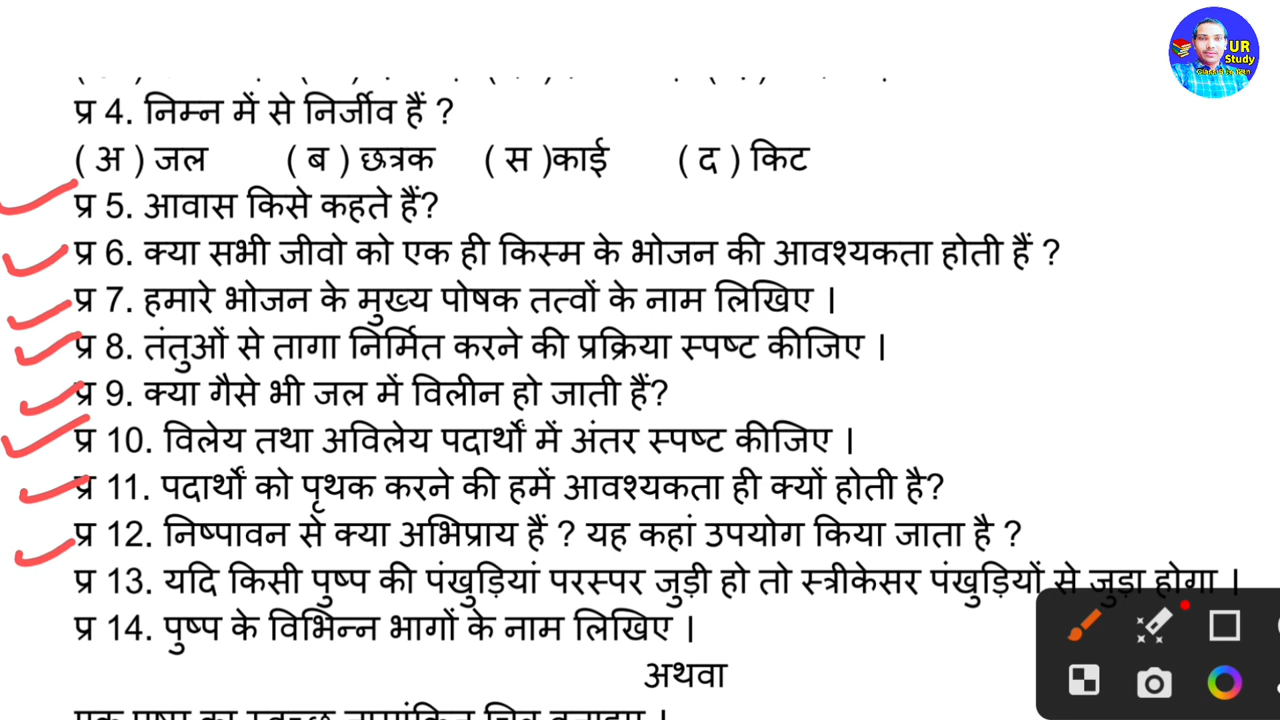 UR
Study
प्र 4. निम्न में से निर्जीव हैं ?
( अ ) जल ( ब ) छत्रक ( स )काई ( द ) किट
प्र 5. आवास किसे कहते हैं?
प्र 6. क्या सभी जीवो को एक ही किस्म के भोजन की आवश्यकता होती हैं ?
प्र 7. हमारे भोजन के मुख्य पोषक तत्वों के नाम लिखिए ।
प्र 8. तंतुओं से तागा निर्मित करने की प्रक्रिया स्पष्ट कीजिए ।
प्र 9. क्या गैसे भी जल में विलीन हो जाती हैं?
प्र 10. विलेय तथा अविलेय पदार्थों में अंतर स्पष्ट कीजिए ।
प्र 11. पदार्थों को पृथक करने की हमें आवश्यकता ही क्यों होती है?
प्र 12. निष्पावन से क्या अभिप्राय हैं ? यह कहां उपयोग किया जाता है ?
प्र 13. यदि किसी पुष्प की पंखुड़ियां परस्पर जुड़ी हो तो स्त्रीकेसर पंखुड़ियों से जुड़ा होगा ।
प्र 14. पुष्प के विभिन्न भागों के नाम लिखिए ।
अथवा